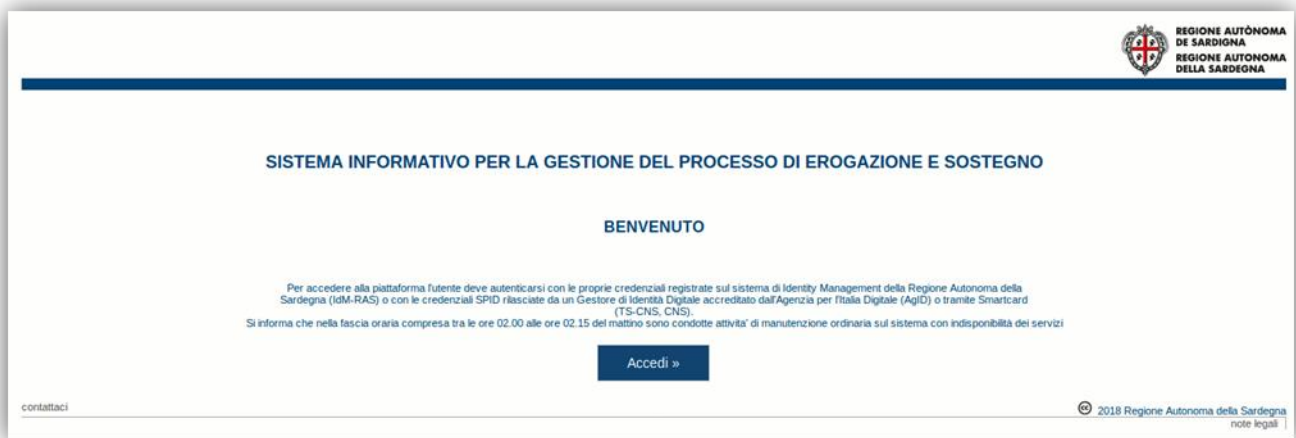 REGIONE AUTÒNOMA
DE SARDIGNA
REGIONE AUTONOMA
DELLA SARDEGNA
SISTEMA INFORMATIVO PER LA GESTIONE DEL PROCESSO DI EROGAZIONE E SOSTEGNO
BENVENUTO
Per accedere alla piattaforma l'utente deve autenticarsi con le proprie credenziali registrate sul sistema di Identity Management della Regione Autonoma della
Sardegna (IdM-RAS) o con le credenziali SPID rilasciate da un Gestore di Identità Digitale accreditato dall'Agenzia per l'Italia Digitale (AgID) o tramite Smartcard
(TS-CNS, CNS).
Si informa che nella fascia oraria compresa tra le ore 02.00 alle ore 02.15 del mattino sono condotte attivita' di manutenzione ordinaria sul sistema con indisponibilità dei servizi
Accedi »
contattaci
cc 2018 Regione Autonoma della Sardegna
note legali